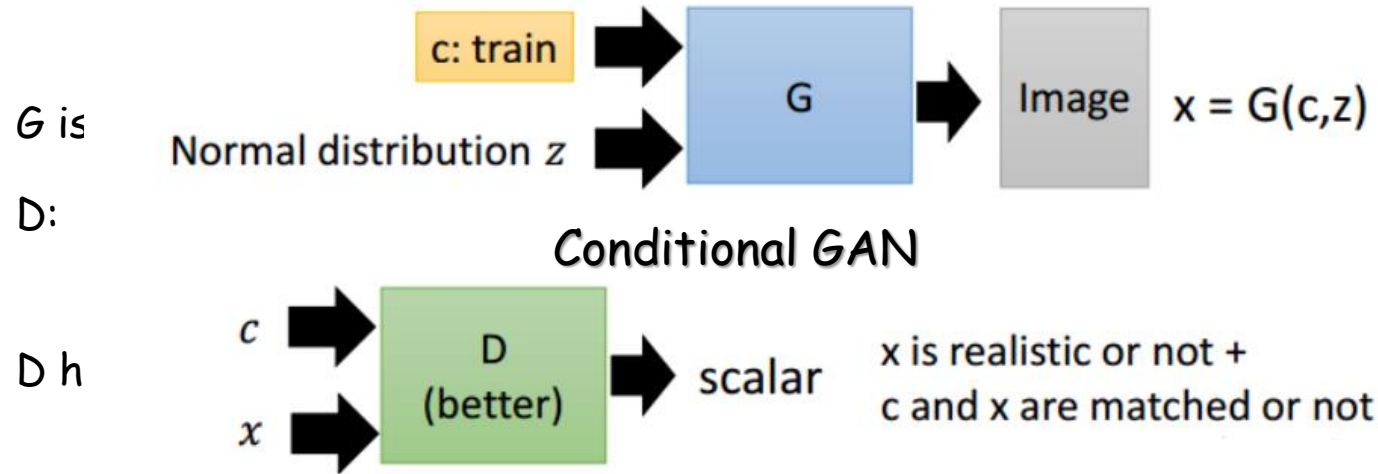 c: train
G
Image
x = G(c,z)
G is
Normal distribution z
D:
Conditional GAN
c
D
(better)
scalar
x is realistic or not +
c and x are matched or not
D h
x